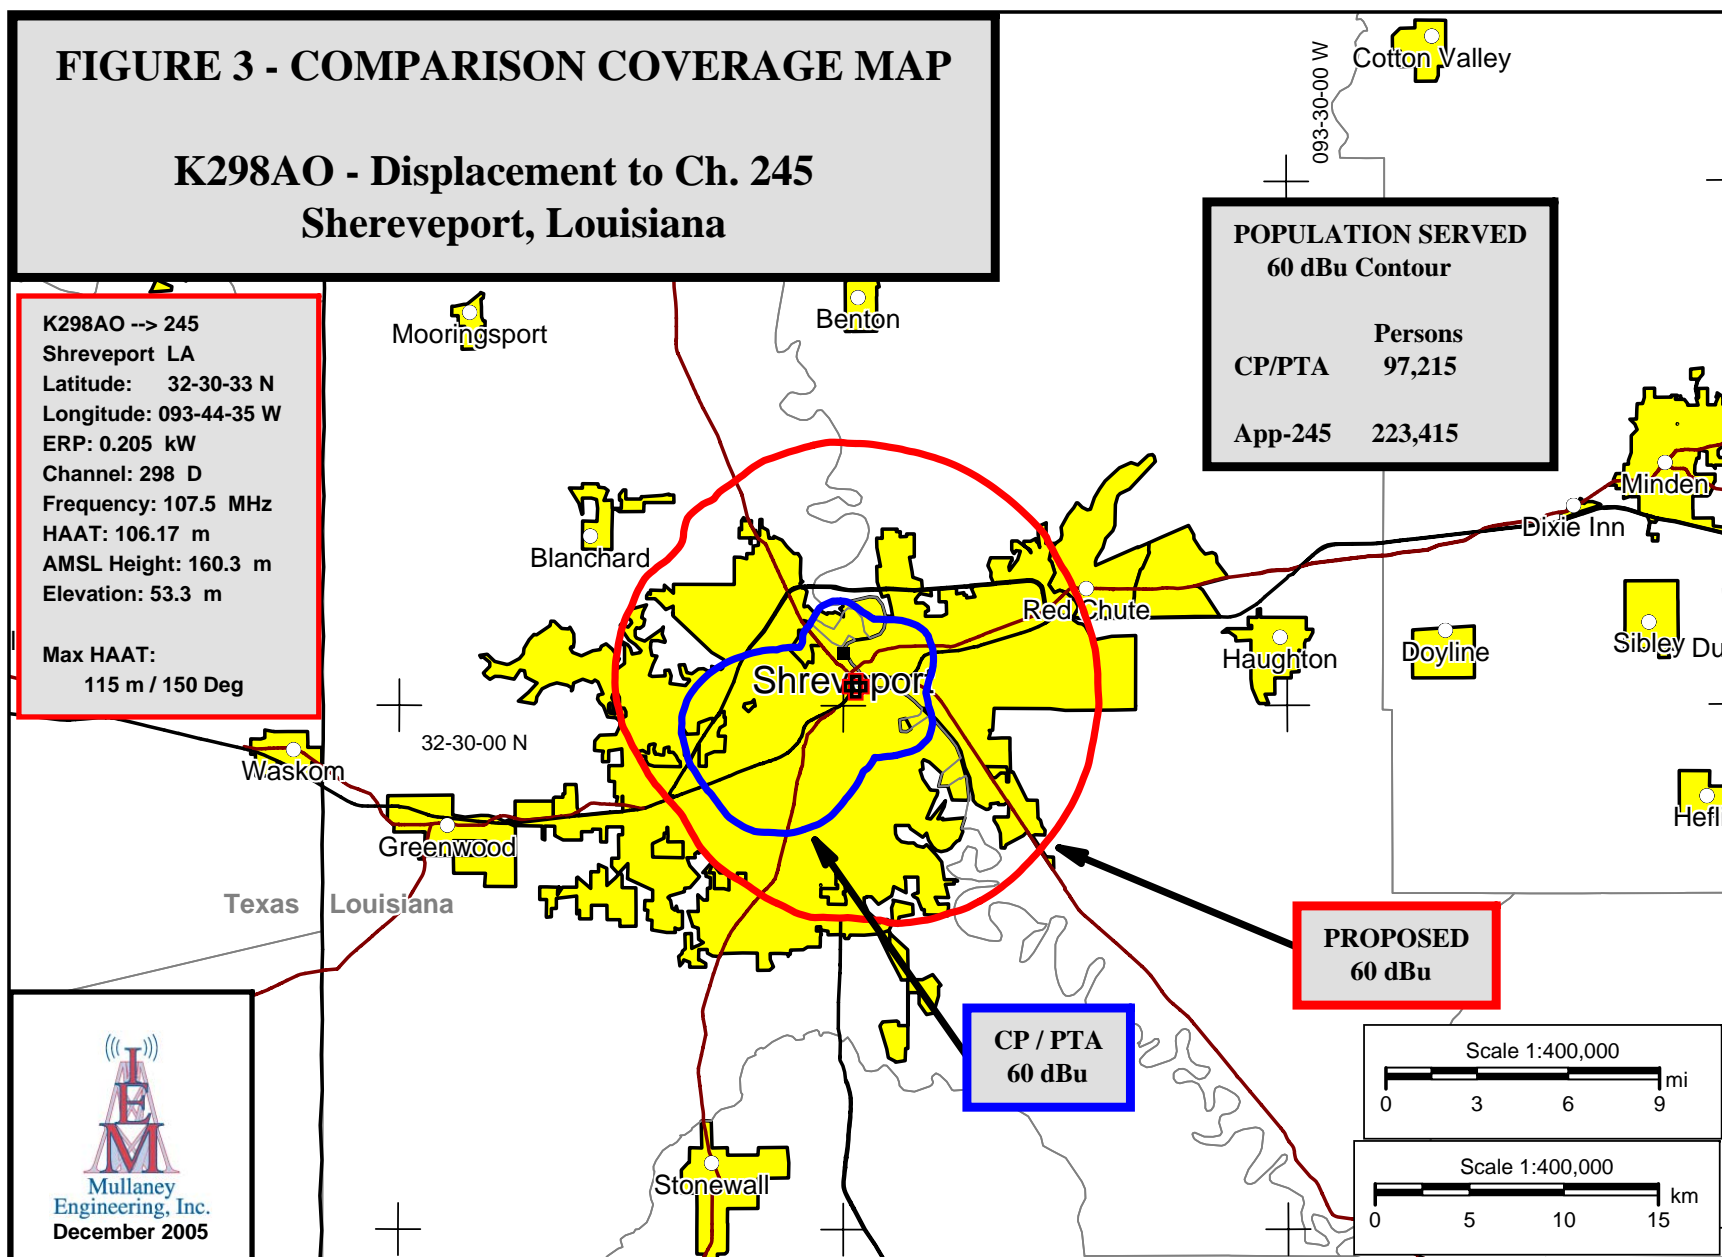 FIGURE 3 - COMPARISON COVERAGE MAP
K298AO - Displacement to Ch. 245
Shereveport, Louisiana
093-30-00 W
Cotton Valley
POPULATION SERVED
60 dBu Contour
Persons
CP/PTA 97,215
App-245 223,415
K298AO --> 245
Shreveport LA
Latitude: 32-30-33 N
Longitude: 093-44-35 W
ERP: 0.205 kW
Channel: 298 D
Frequency: 107.5 MHz
HAAT: 106.17 m
AMSL Height: 160.3 m
Elevation: 53.3 m
Max HAAT:
115 m / 150 Deg
Mooringsport
Benton
Minden
Dixie Inn
Blanchard
Red Chute
Haughton
Doyline
Sibley
Du
Shreveport
32-30-00 N
Waskom
Hefl
Greenwood
Texas
Louisiana
PROPOSED
60 dBu
CP / PTA
60 dBu
Stonewall
IEM
Mullaney
Engineering, Inc.
December 2005
Scale 1:400,000
mi
0 3 6 9
Scale 1:400,000
km
0 5 10 15